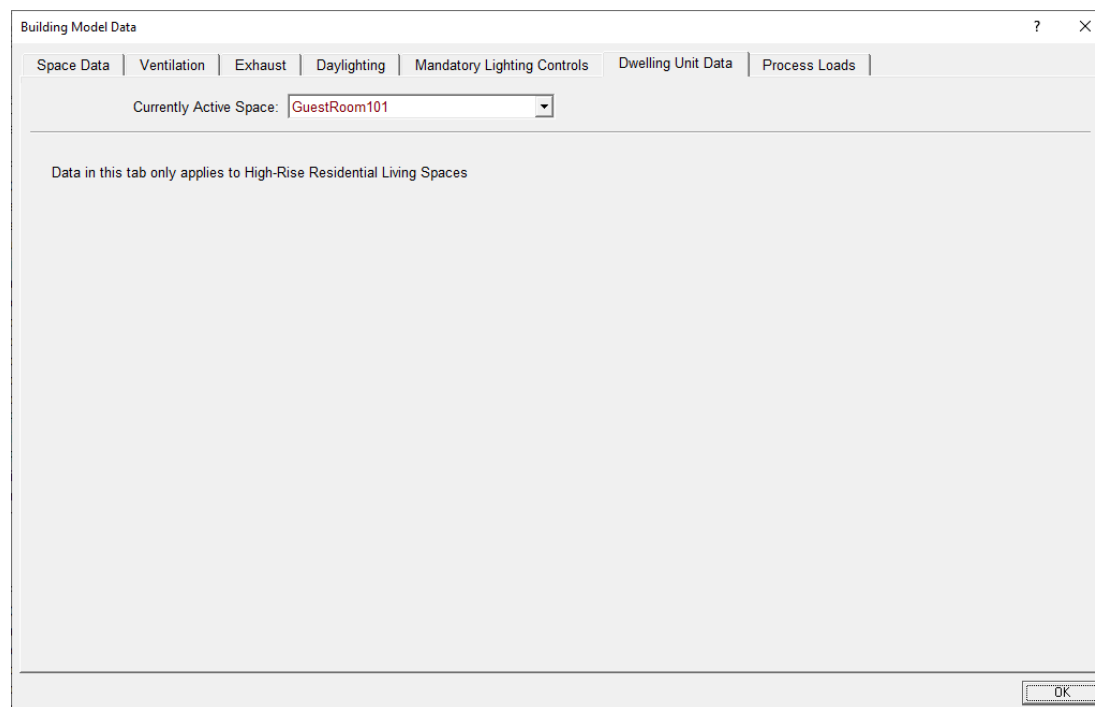 Building Model Data ? ✕
Space Data Ventilation Exhaust Daylighting Mandatory Lighting Controls Dwelling Unit Data Process Loads
Currently Active Space: GuestRoom101
Data in this tab only applies to High-Rise Residential Living Spaces
OK